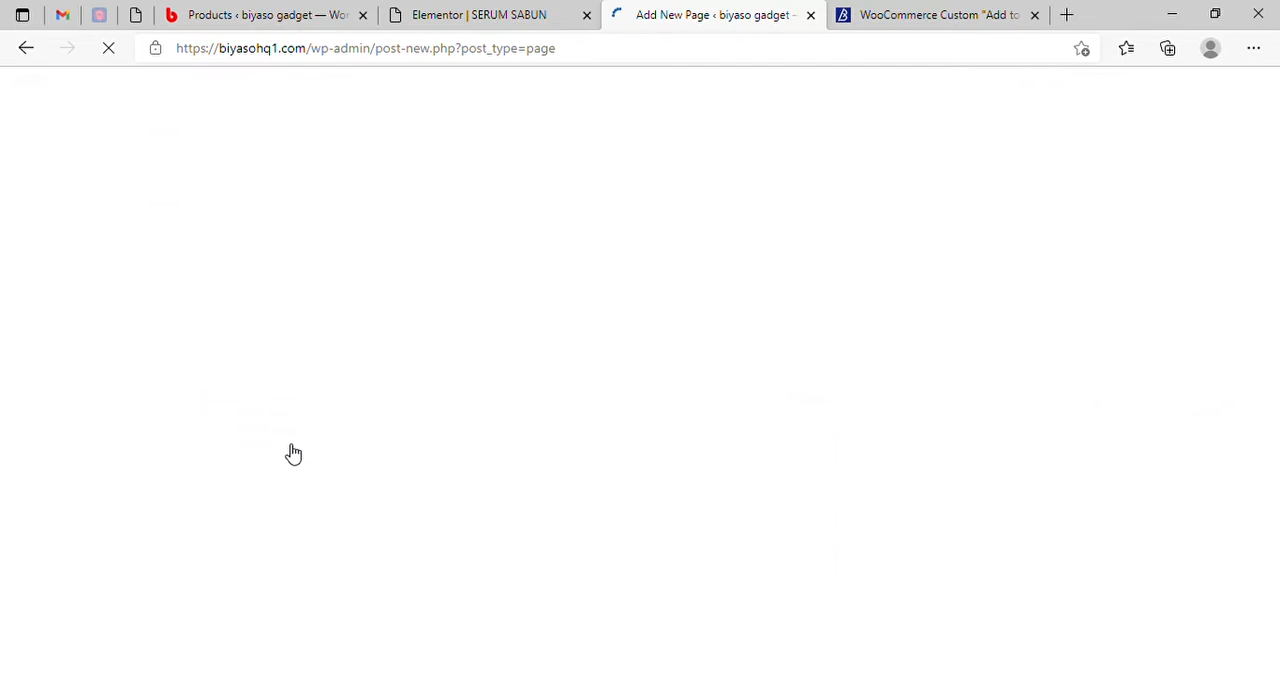 Products ‹ biyaso gadget — Wor
Elementor | SERUM SABUN
Add New Page ‹ biyaso gadget –
WooCommerce Custom "Add to
https://biyasohq1.com/wp-admin/post-new.php?post_type=page